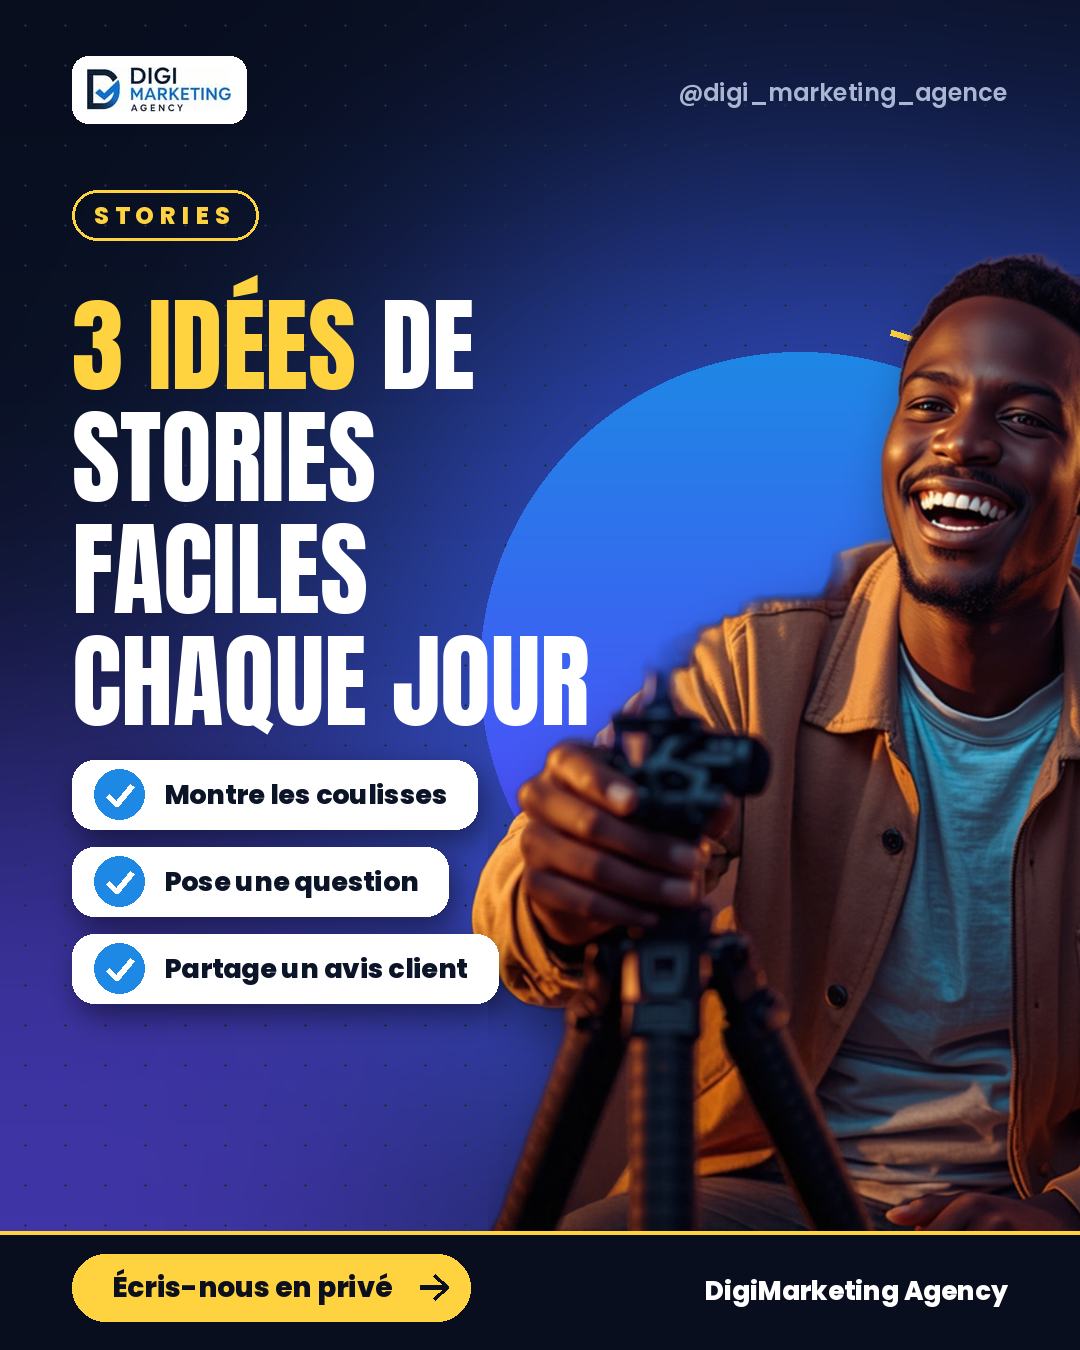 DIGI
MARKETING
AGENCY
@digi_marketing_agence
STORIES
3 IDÉES DE
STORIES
FACILES
CHAQUE JOUR
Montre les coulisses
Pose une question
Partage un avis client
Écris-nous en privé
DigiMarketing Agency